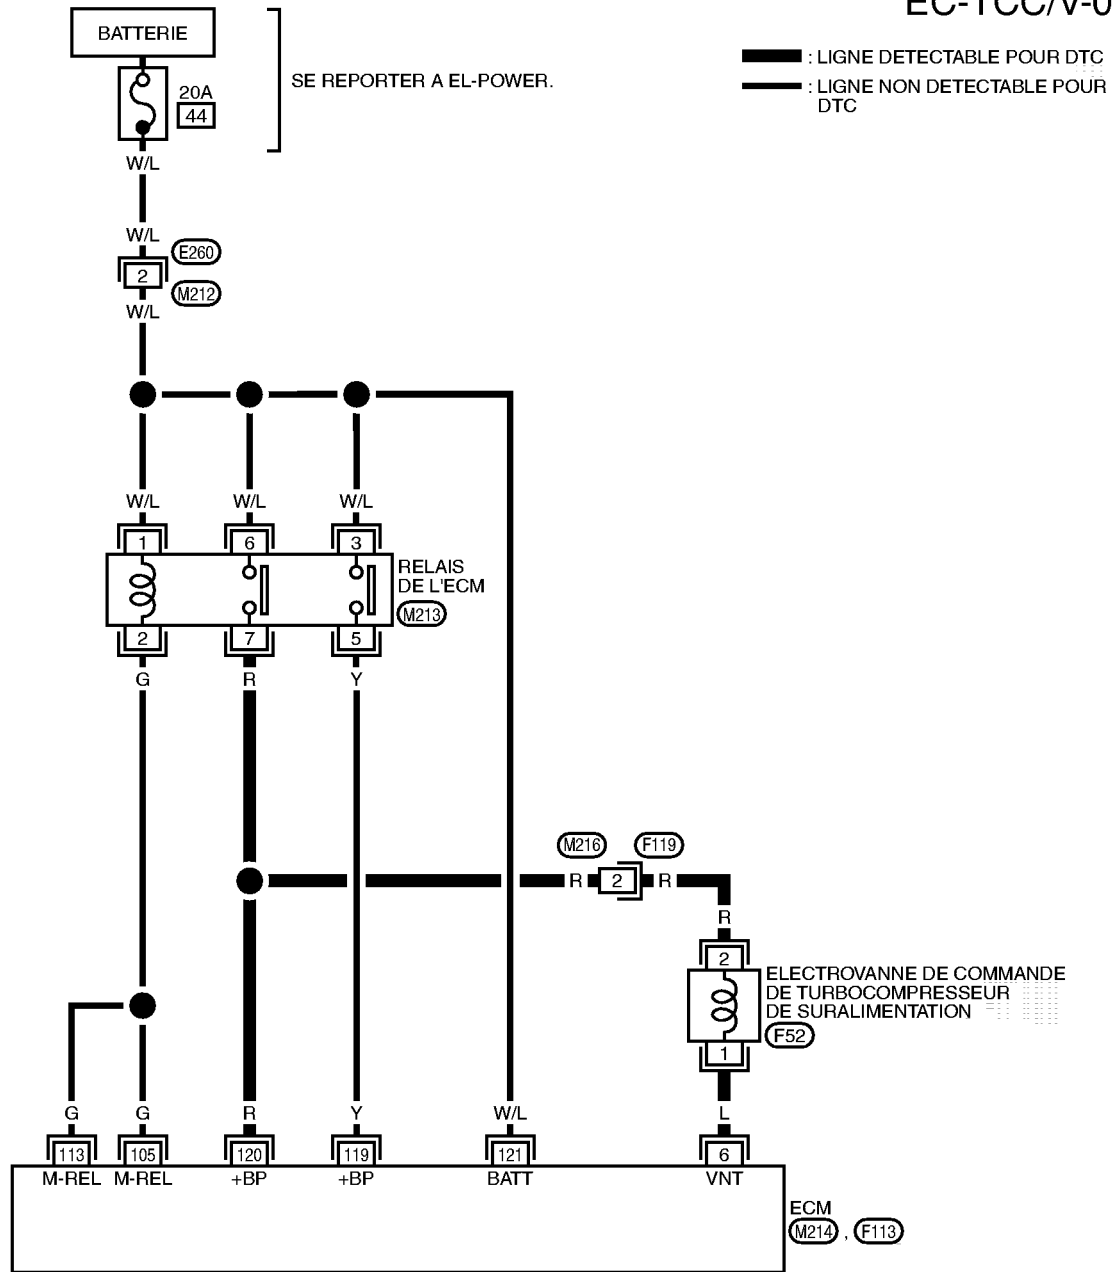 EC-TCC/V-0
BATTERIE
20A
44
SE REPORTER A EL-POWER.
: LIGNE DETECTABLE POUR DTC
: LIGNE NON DETECTABLE POUR
DTC
W/L
W/L
E260
2
M212
W/L
W/L W/L W/L
1 6 3
RELAIS
DE L'ECM
M213
2 7 5
G R Y
M216 F119
R 2 R
R
2
ELECTROVANNE DE COMMANDE
DE TURBOCOMPRESSEUR
DE SURALIMENTATION
F52
1
G G R Y W/L L
113 105 120 119 121 6
M-REL M-REL +BP +BP BATT VNT
ECM
M214 , F113